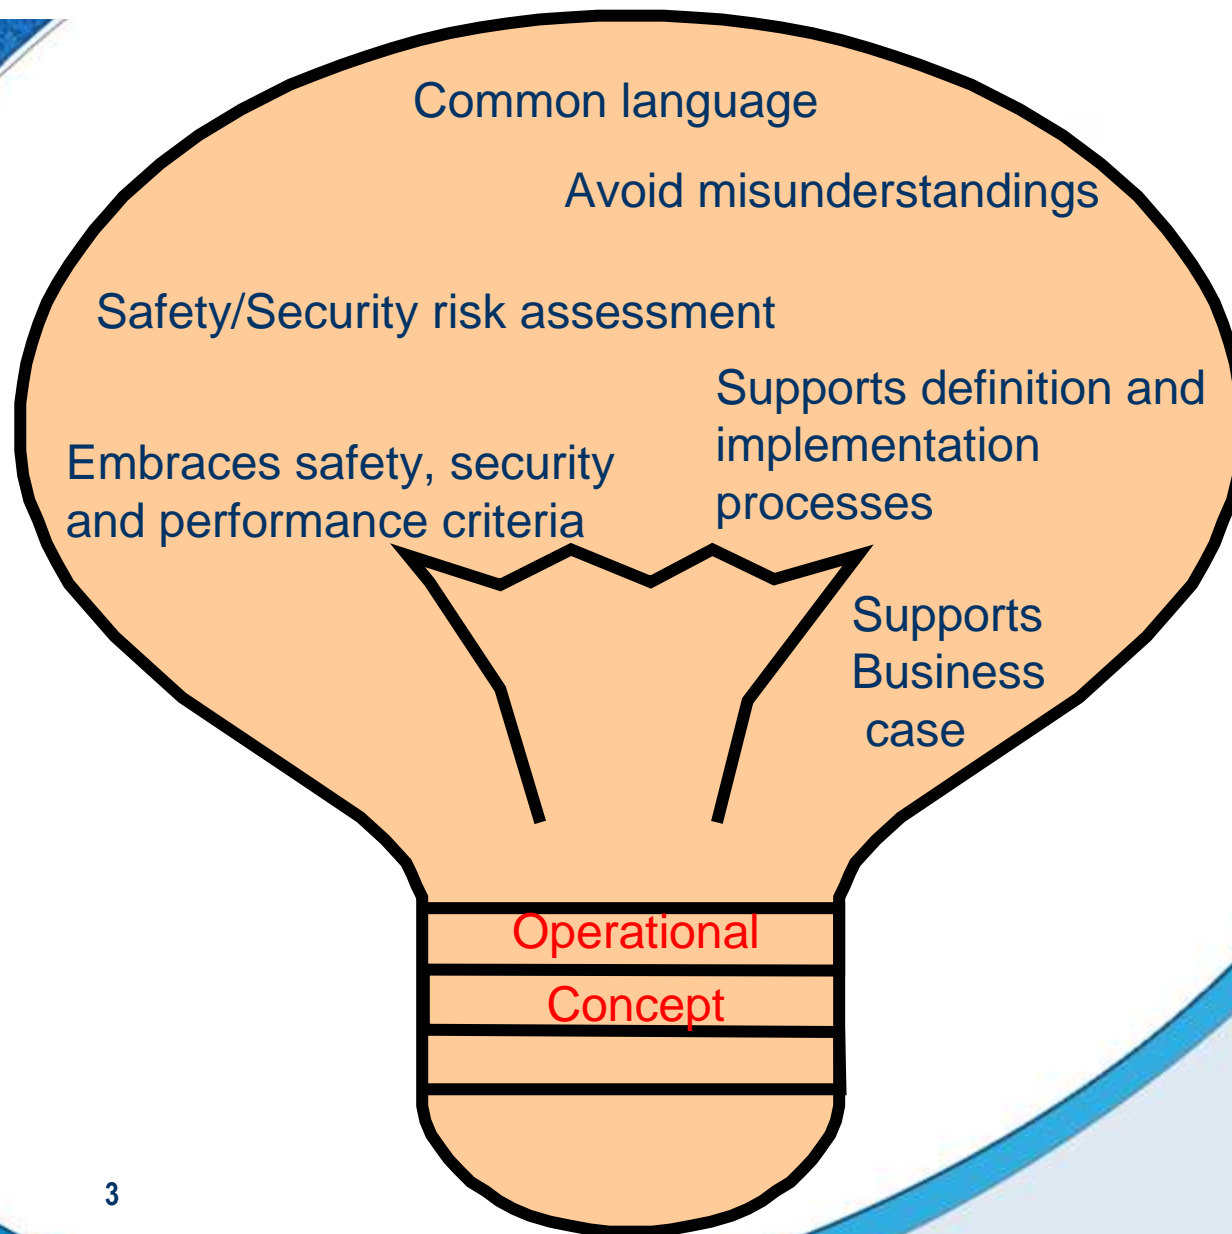 Common language
Avoid misunderstandings
Safety/Security risk assessment
Supports definition and
implementation
processes
Embraces safety, security
and performance criteria
Supports
Business
case
Operational
Concept
3